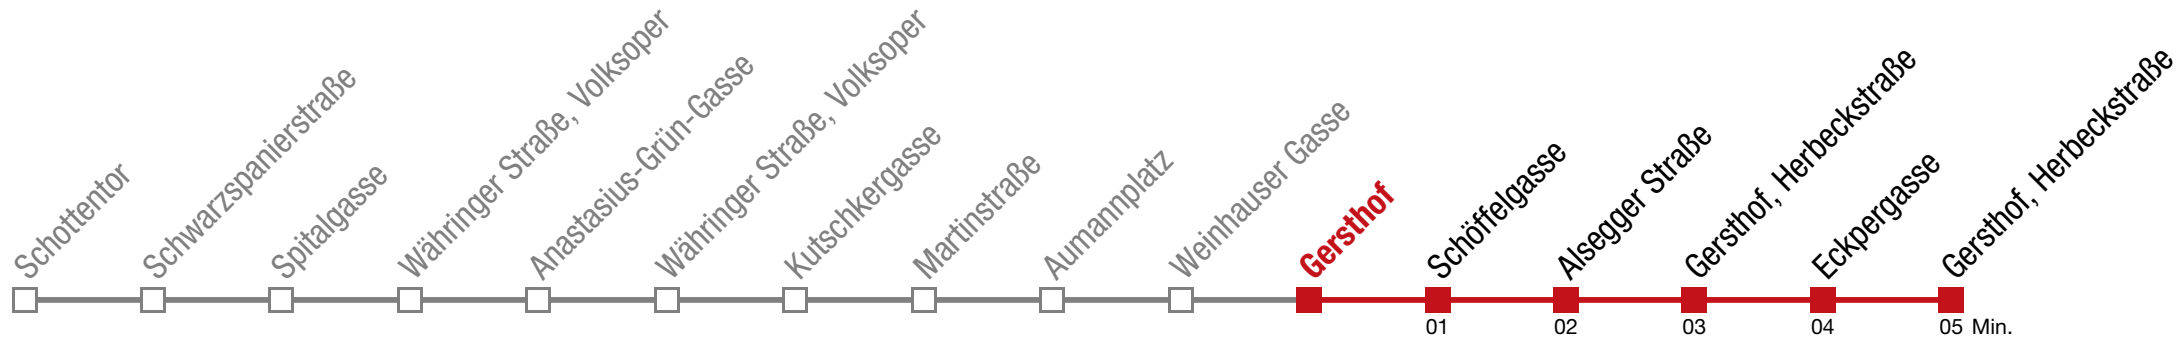 Schottentor
Schwarzspanierstraße
Spitalgasse
Währinger Straße, Volksoper
Anastasius-Grün-Gasse
Währinger Straße, Volksoper
Kutschkergasse
Martinstraße
Aumannplatz
Weinhauser Gasse
Gersthof
Schöffelgasse
Alsegger Straße
Gersthof, Herbeckstraße
Eckpergasse
Gersthof, Herbeckstraße
01 02 03 04 05 Min.